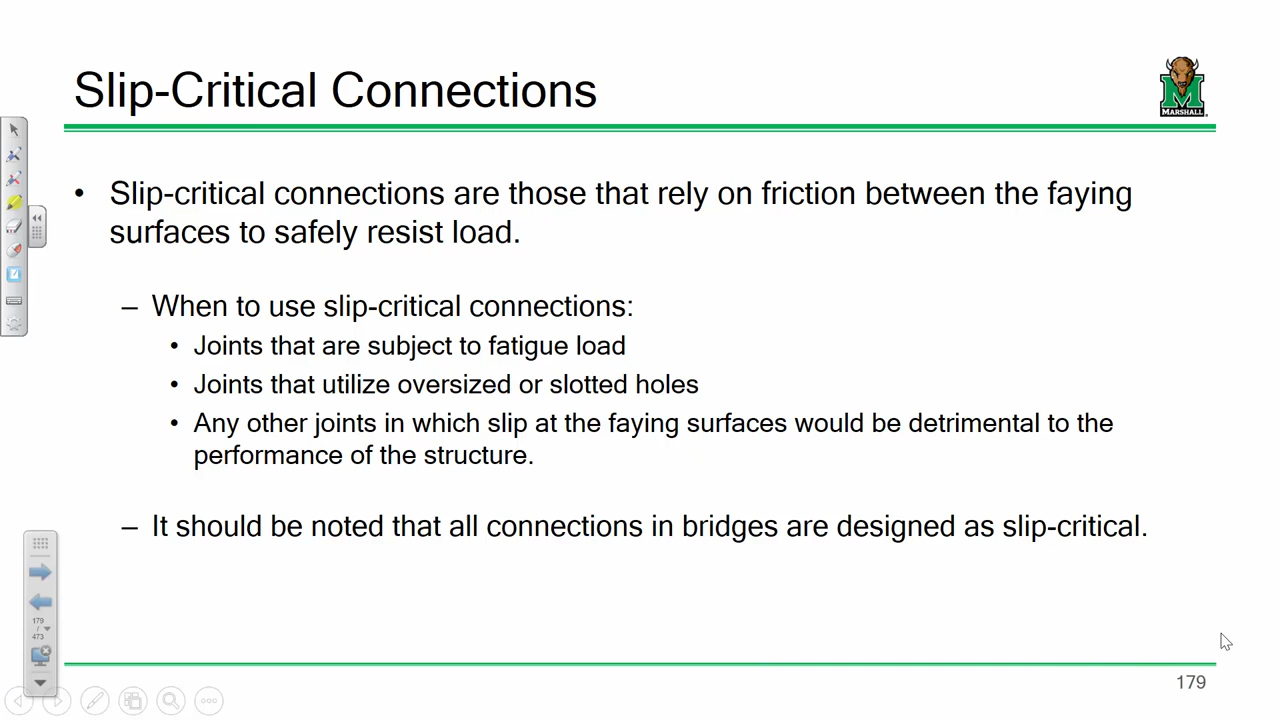 Slip-Critical Connections
MARSHALL
• Slip-critical connections are those that rely on friction between the faying
surfaces to safely resist load.
– When to use slip-critical connections:
• Joints that are subject to fatigue load
• Joints that utilize oversized or slotted holes
• Any other joints in which slip at the faying surfaces would be detrimental to the
performance of the structure.
– It should be noted that all connections in bridges are designed as slip-critical.
179
/
473
179